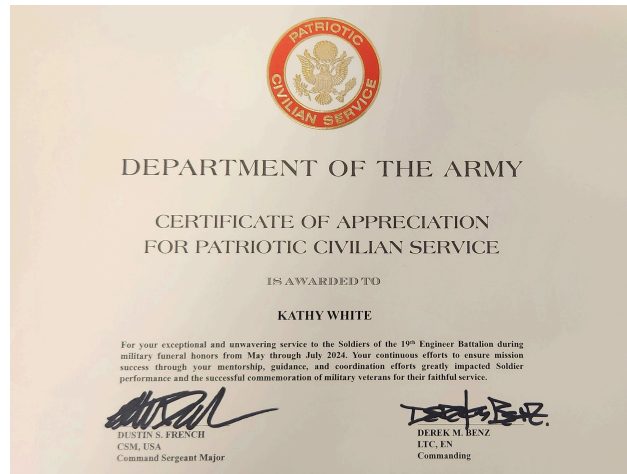 PATRIOTIC
CIVILIAN SERVICE
DEPARTMENT OF THE ARMY
CERTIFICATE OF APPRECIATION
FOR PATRIOTIC CIVILIAN SERVICE
IS AWARDED TO
KATHY WHITE
For your exceptional and unwavering service to the Soldiers of the 19th Engineer Battalion during
military funeral honors from May through July 2024. Your continuous efforts to ensure mission
success through your mentorship, guidance, and coordination efforts greatly impacted Soldier
performance and the successful commemoration of military veterans for their faithful service.
DUSTIN S. FRENCH
CSM, USA
Command Sergeant Major
DEREK M. BENZ
LTC, EN
Commanding